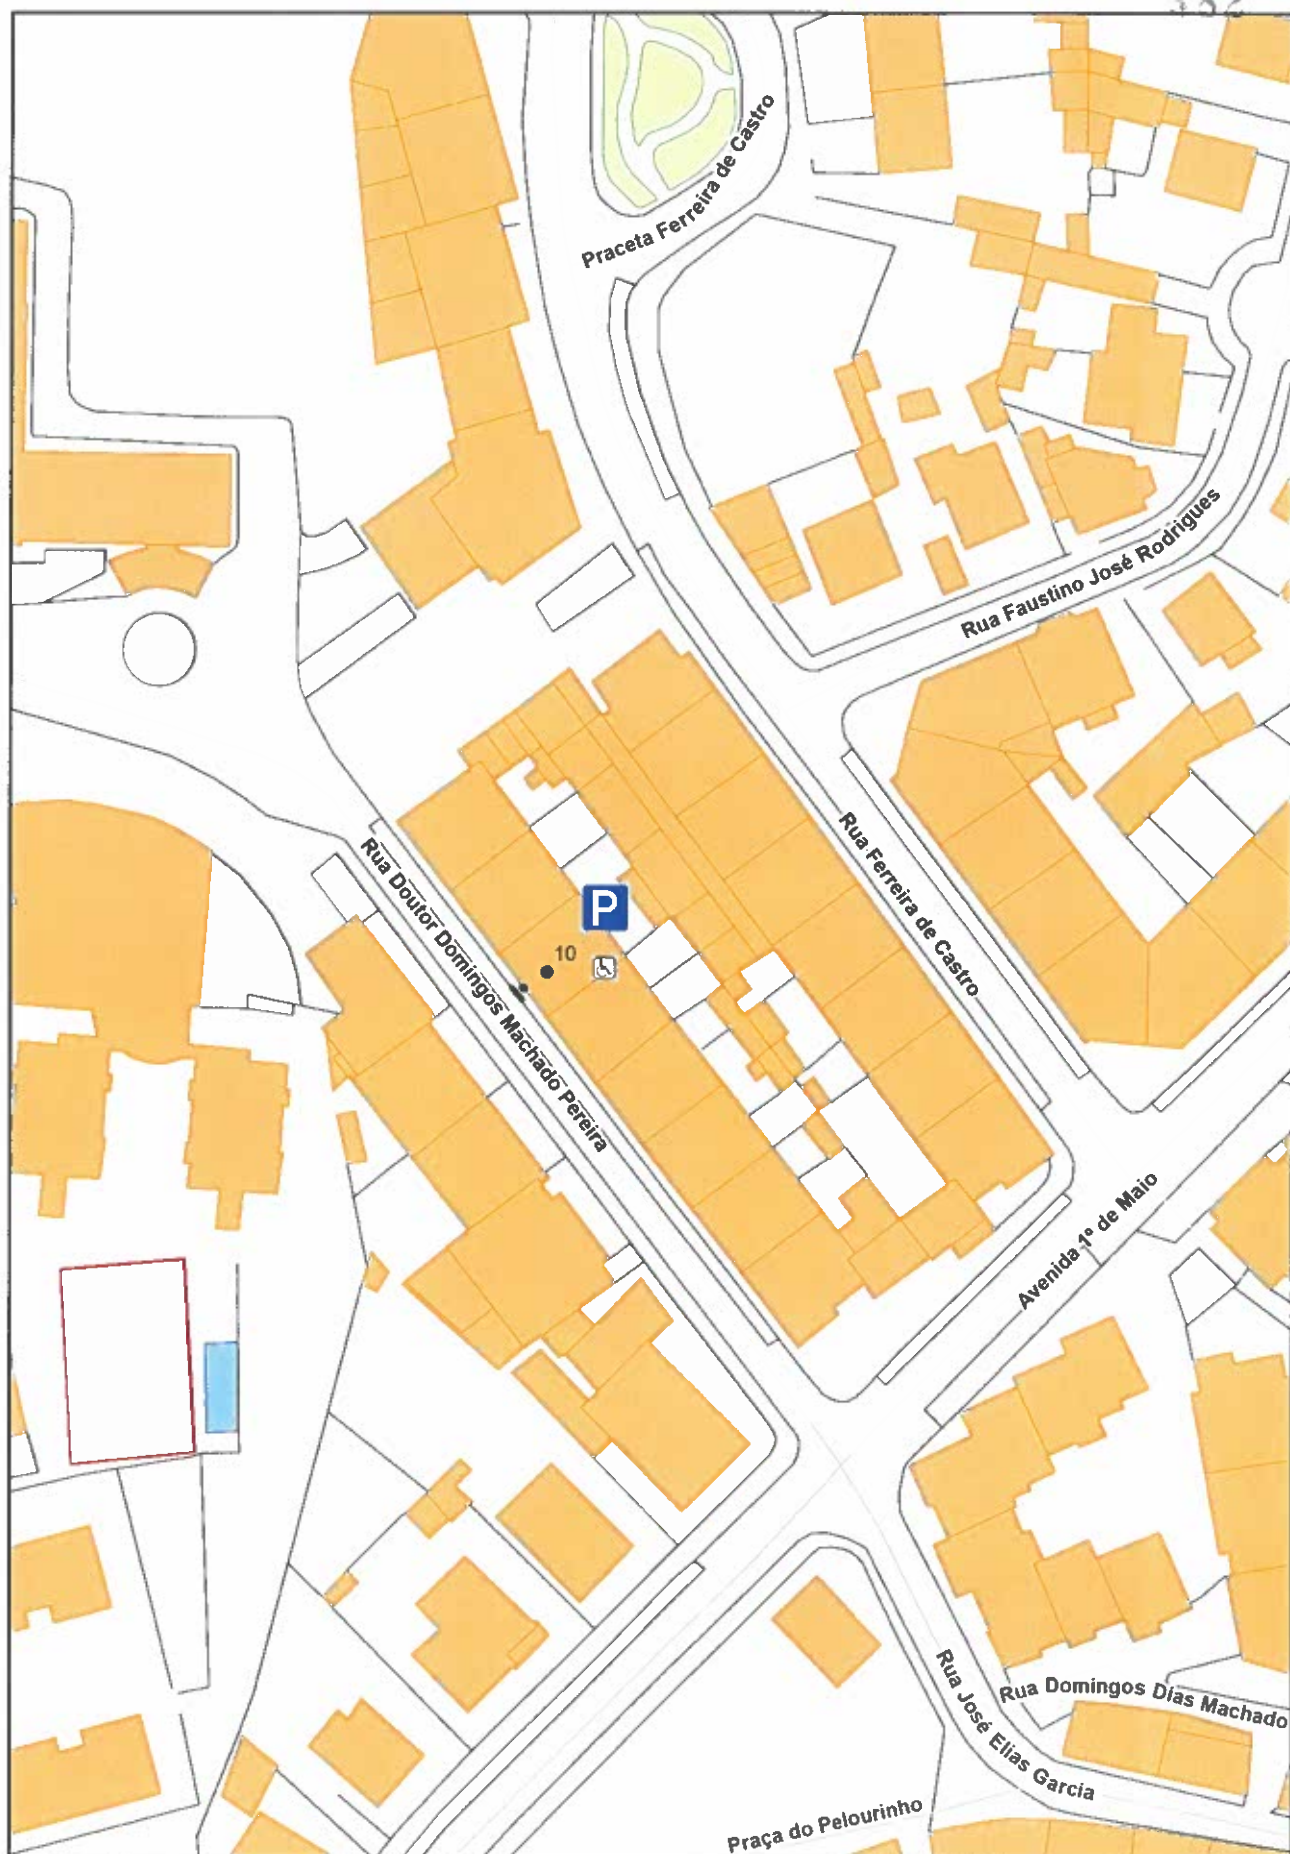 Praceta Ferreira de Castro
Rua Faustino José Rodrigues
Rua Ferreira de Castro
Rua Doutor Domingos Machado Pereira
P
10
Avenida 1º de Maio
Rua José Elias Garcia
Rua Domingos Dias Machado
Praça do Pelourinho